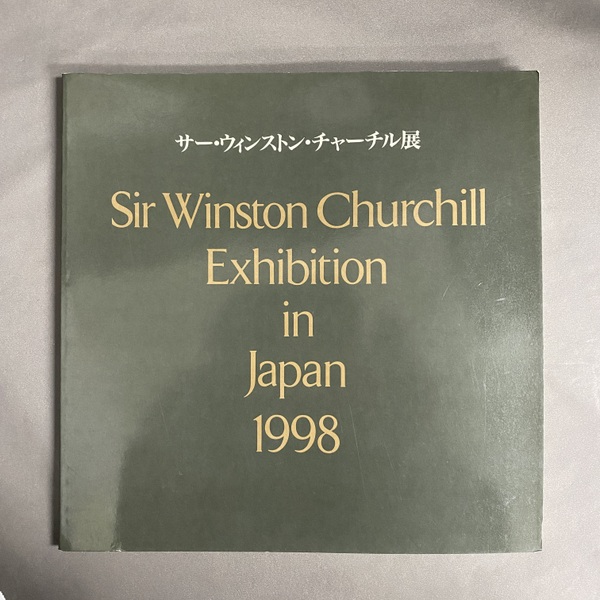 サー・ウィンストン・チャーチル展
Sir Winston Churchill
Exhibition
in
Japan
1998